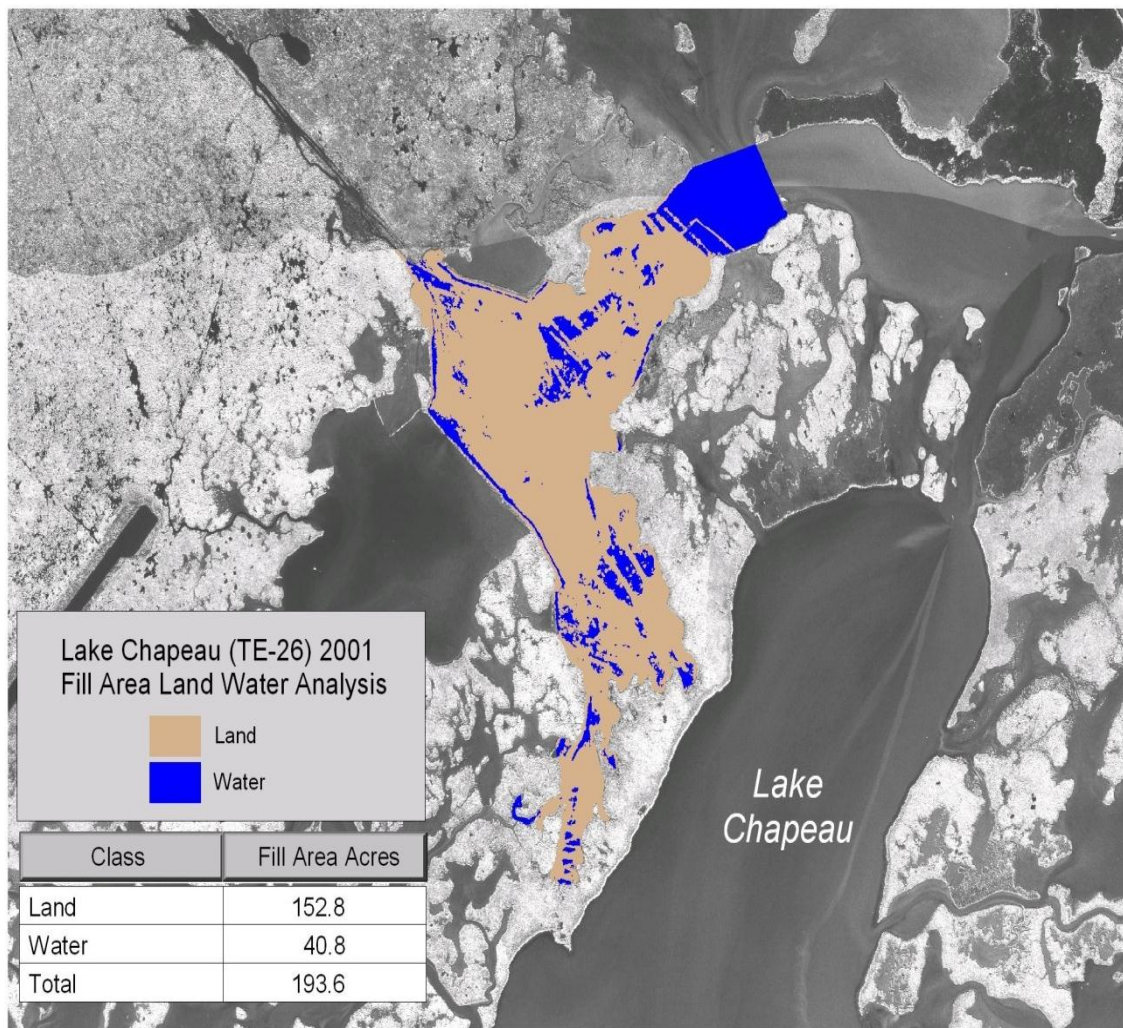 Lake Chapeau (TE-26) 2001
Fill Area Land Water Analysis
Land
Water
Class Fill Area Acres
Land 152.8
Water 40.8
Total 193.6
Lake
Chapeau